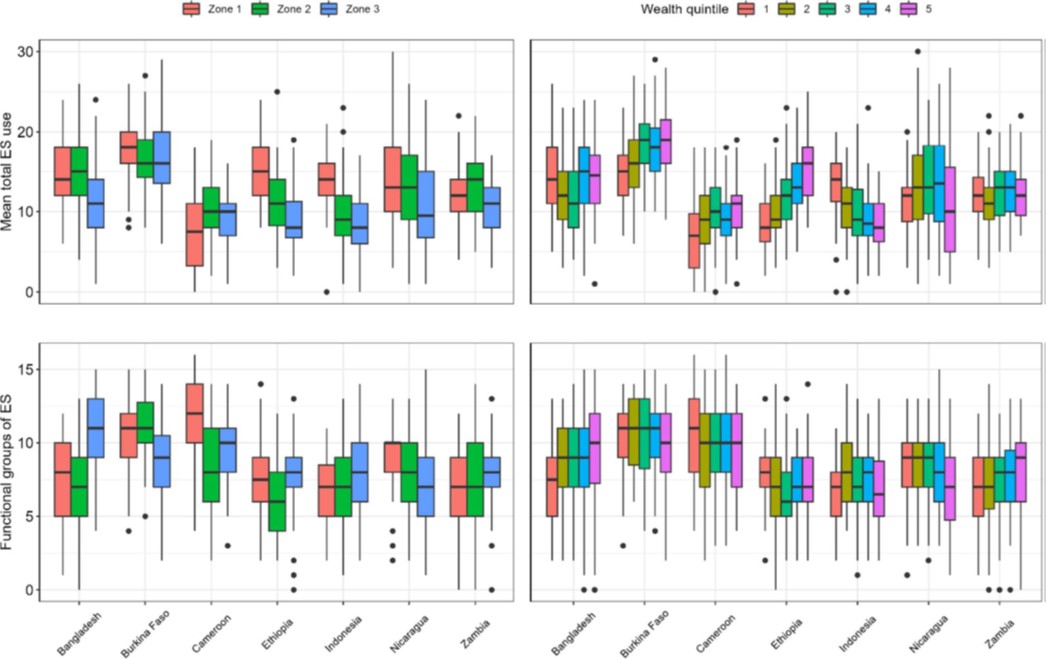 Zone 1 Zone 2 Zone 3
Wealth quintile 1 2 3 4 5
Mean total ES use
30
20
10
0
Functional groups of ES
15
10
5
0
Bangladesh Burkina Faso Cameroon Ethiopia Indonesia Nicaragua Zambia
Bangladesh Burkina Faso Cameroon Ethiopia Indonesia Nicaragua Zambia